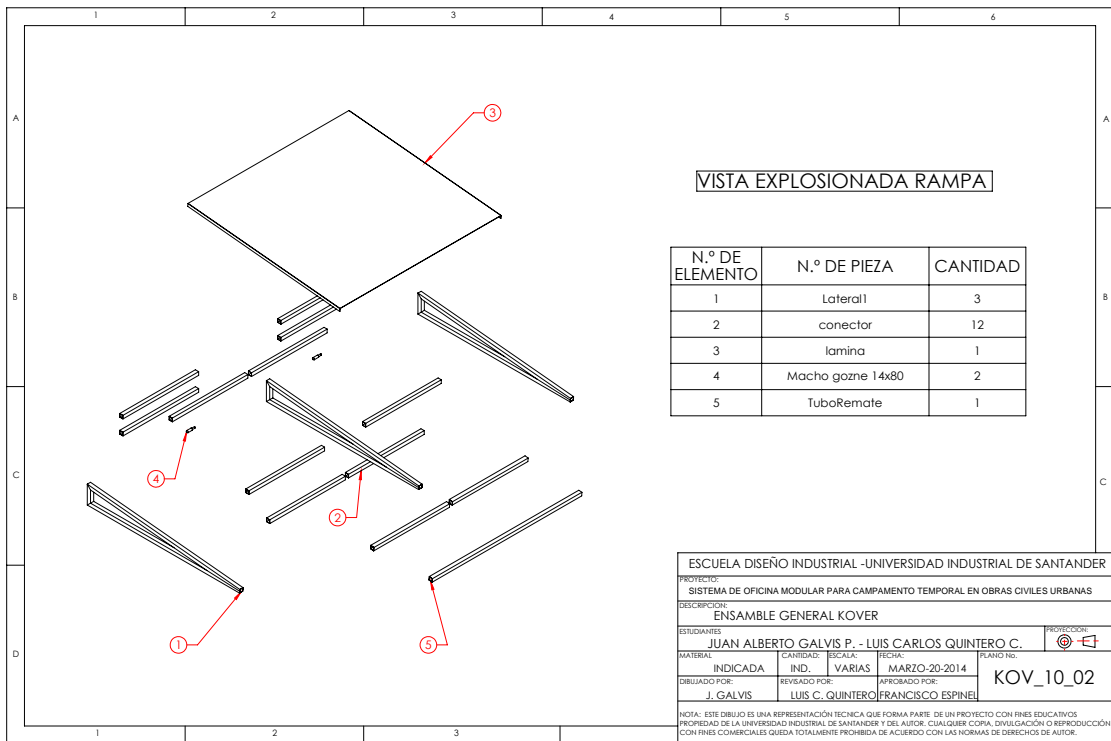 1 2 3 4 5 6
A A
3
VISTA EXPLOSIONADA RAMPA
N.º DE ELEMENTO N.º DE PIEZA CANTIDAD
1 Lateral1 3
2 conector 12
3 lamina 1
4 Macho gozne 14x80 2
5 TuboRemate 1
B B
C C
4
2
1
5
D
ESCUELA DISEÑO INDUSTRIAL -UNIVERSIDAD INDUSTRIAL DE SANTANDER
PROYECTO:
SISTEMA DE OFICINA MODULAR PARA CAMPAMENTO TEMPORAL EN OBRAS CIVILES URBANAS
DESCRIPCION:
ENSAMBLE GENERAL KOVER
ESTUDIANTES PROYECCION:
JUAN ALBERTO GALVIS P. - LUIS CARLOS QUINTERO C.
MATERIAL CANTIDAD: ESCALA: FECHA: PLANO No.
INDICADA IND. VARIAS MARZO-20-2014 KOV_10_02
DIBUJADO POR: REVISADO POR: APROBADO POR:
J. GALVIS LUIS C. QUINTERO FRANCISCO ESPINEL
NOTA: ESTE DIBUJO ES UNA REPRESENTACIÓN TECNICA QUE FORMA PARTE DE UN PROYECTO CON FINES EDUCATIVOS
PROPIEDAD DE LA UNIVERSIDAD INDUSTRIAL DE SANTANDER Y DEL AUTOR. CUALQUIER COPIA, DIVULGACIÓN O REPRODUCCIÓN
CON FINES COMERCIALES QUEDA TOTALMENTE PROHIBIDA DE ACUERDO CON LAS NORMAS DE DERECHOS DE AUTOR.
1 2 3